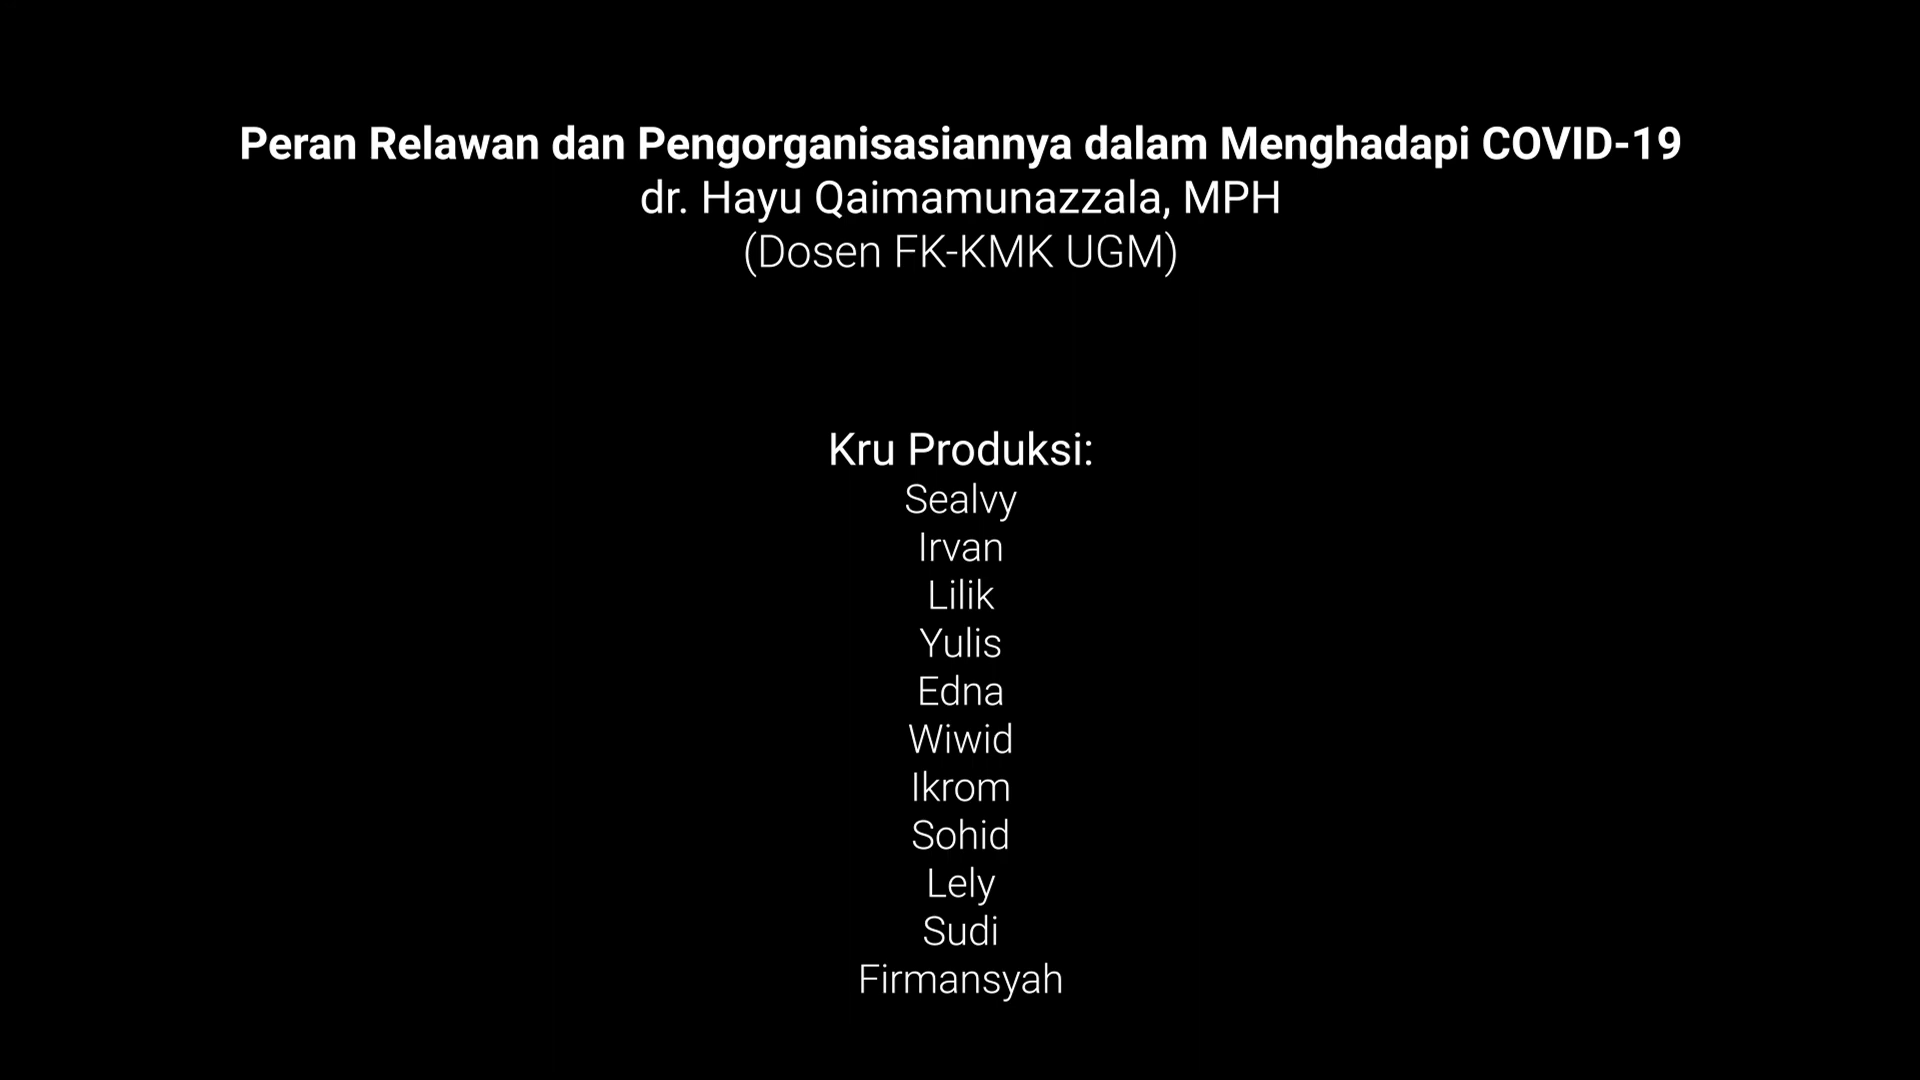 Peran Relawan dan Pengorganisasiannya dalam Menghadapi COVID-19
dr. Hayu Qaimamunazzala, MPH
(Dosen FK-KMK UGM)
Kru Produksi:
Sealvy
Irvan
Lilik
Yulis
Edna
Wiwid
Ikrom
Sohid
Lely
Sudi
Firmansyah